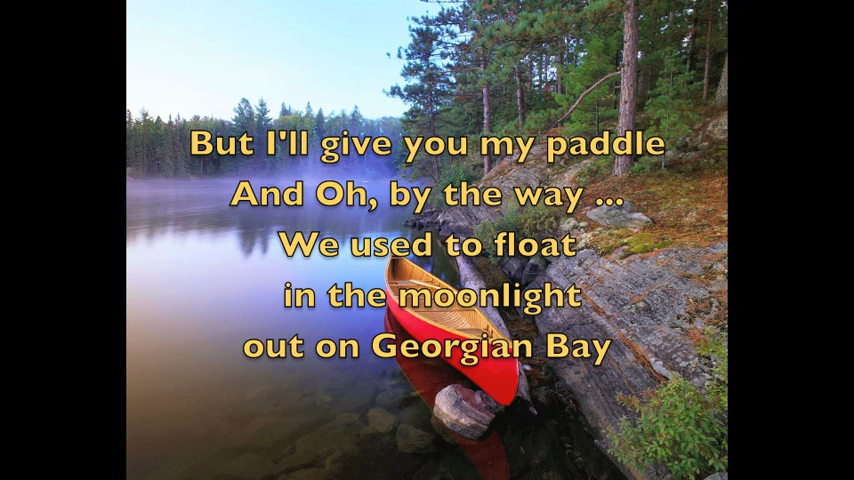 But I'll give you my paddle
And Oh, by the way ...
We used to float
in the moonlight
out on Georgian Bay